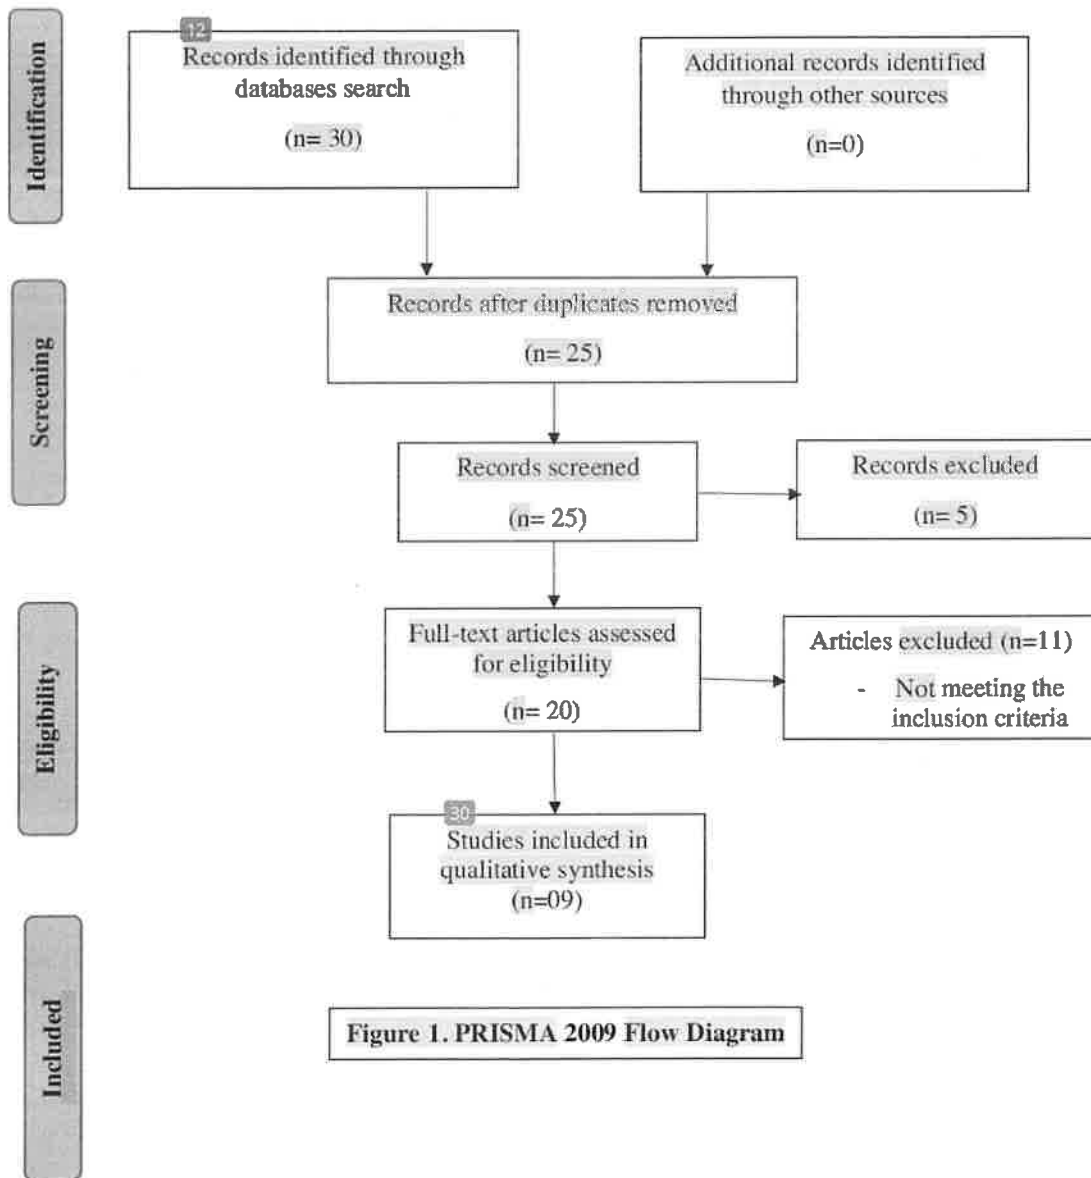 Identification
12
Records identified through
databases search
(n= 30)
Additional records identified
through other sources
(n=0)
Screening
Records after duplicates removed
(n= 25)
Records screened
(n= 25)
Records excluded
(n= 5)
Eligibility
Full-text articles assessed
for eligibility
(n= 20)
Articles excluded (n=11)
- Not meeting the
inclusion criteria
30
Studies included in
qualitative synthesis
(n=09)
Included
Figure 1. PRISMA 2009 Flow Diagram